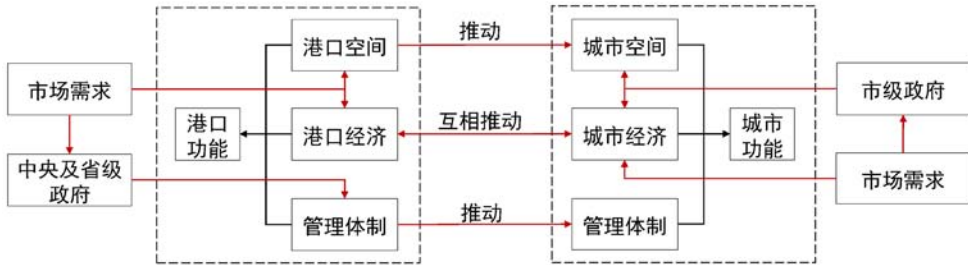 港口空间
推动
城市空间
市场需求
市级政府
港口
功能
港口经济
互相推动
城市经济
城市
功能
中央及省级
政府
市场需求
管理体制
推动
管理体制